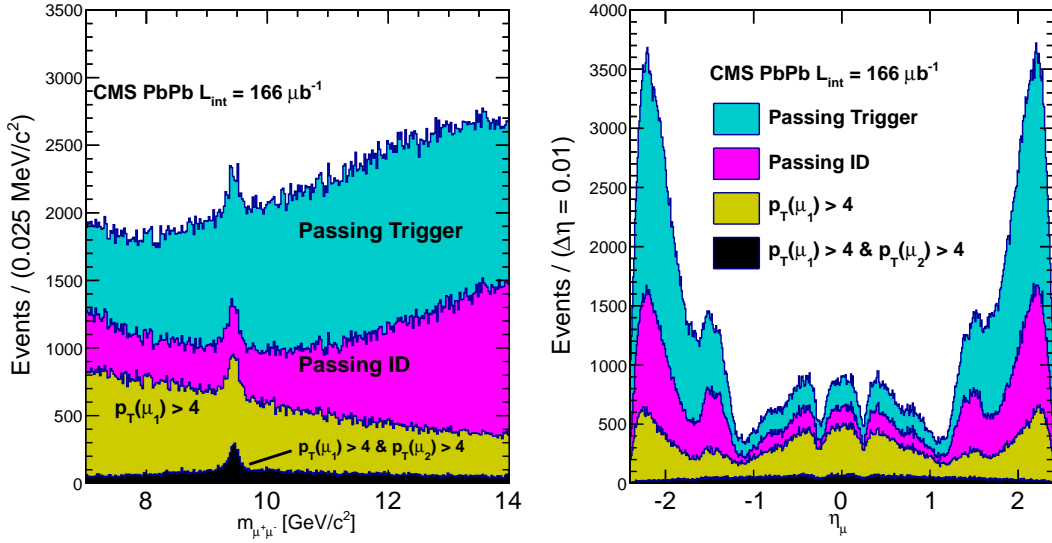 3500
3000
2500
2000
1500
1000
500
0
Events / (0.025 MeV/c²)
CMS PbPb L_int = 166 μb⁻¹
Passing Trigger
Passing ID
p_T(μ_1) > 4
p_T(μ_1) > 4 & p_T(μ_2) > 4
8
10
12
14
m_μ⁺μ⁻ [GeV/c²]
4000
3500
3000
2500
2000
1500
1000
500
0
Events / (Δη = 0.01)
CMS PbPb L_int = 166 μb⁻¹
Passing Trigger
Passing ID
p_T(μ_1) > 4
p_T(μ_1) > 4 & p_T(μ_2) > 4
-2
-1
0
1
2
η_μ